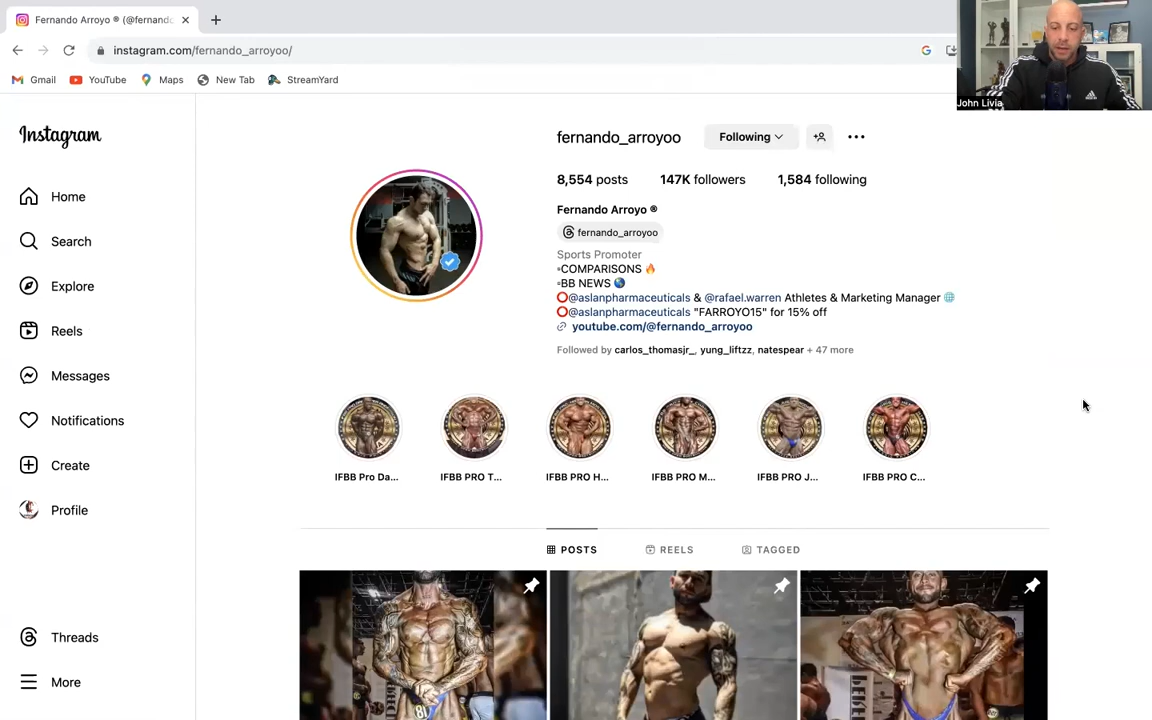 Fernando Arroyo ® (@fernanc
instagram.com/fernando_arroyoo/
Gmail
YouTube
Maps
New Tab
StreamYard
John Livia
Instagram
Home
Search
Explore
Reels
Messages
Notifications
Create
Profile
Threads
More
fernando_arroyoo
Following
8,554 posts 147K followers 1,584 following
Fernando Arroyo ®
fernando_arroyoo
Sports Promoter
▫️COMPARISONS 🔥
▫️BB NEWS 🌎
⭕@aslanpharmaceuticals & @rafael.warren Athletes & Marketing Manager 🌐
⭕@aslanpharmaceuticals "FARROYO15" for 15% off
youtube.com/@fernando_arroyoo
Followed by carlos_thomasjr_, yung_liftzz, natespear + 47 more
IFBB Pro Da...
IFBB PRO T...
IFBB PRO H...
IFBB PRO M...
IFBB PRO J...
IFBB PRO C...
POSTS
REELS
TAGGED